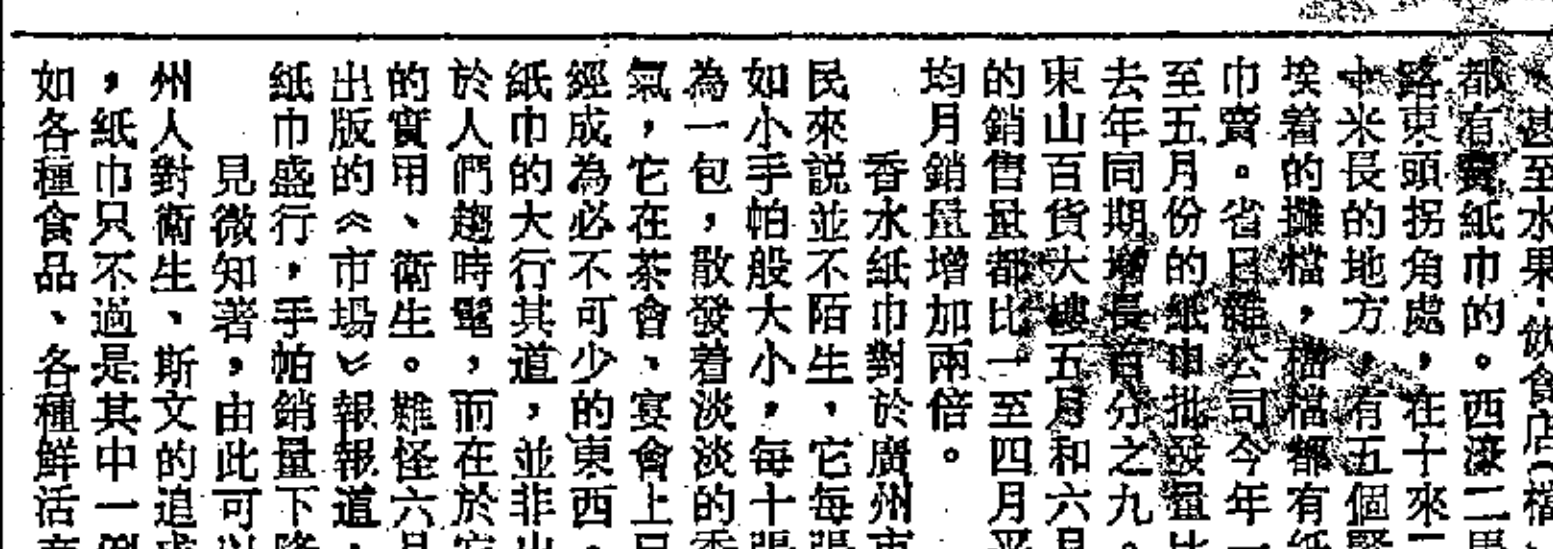 、甚至水果、飲食店(檔
都有賣紙巾的。西濠二馬
路東頭拐角處,在十來二
十米長的地方,有五個緊
挨着的攤檔,檔檔都有紙
巾賣。省日雜公司今年一
至五月份的紙巾批發量比
去年同期增長百分之九。
東山百貨大樓五月和六月
的銷售量都比一至四月平
均月銷量增加兩倍。
香水紙巾對於廣州市
民來説並不陌生,它每張
如小手帕般大小,每十張
為一包,散發着淡淡的香
氣,它在茶會、宴會上已
經成為必不可少的東西。
紙巾的大行其道,並非出
於人們趨時髦,而在於它
的實用、衛生。難怪六月
出版的《市場》報報道,
紙巾盛行,手帕銷量下降
見微知著,由此可以
州人對衛生、斯文的追求
,紙巾只不過是其中一例
如各種食品、各種鮮活產